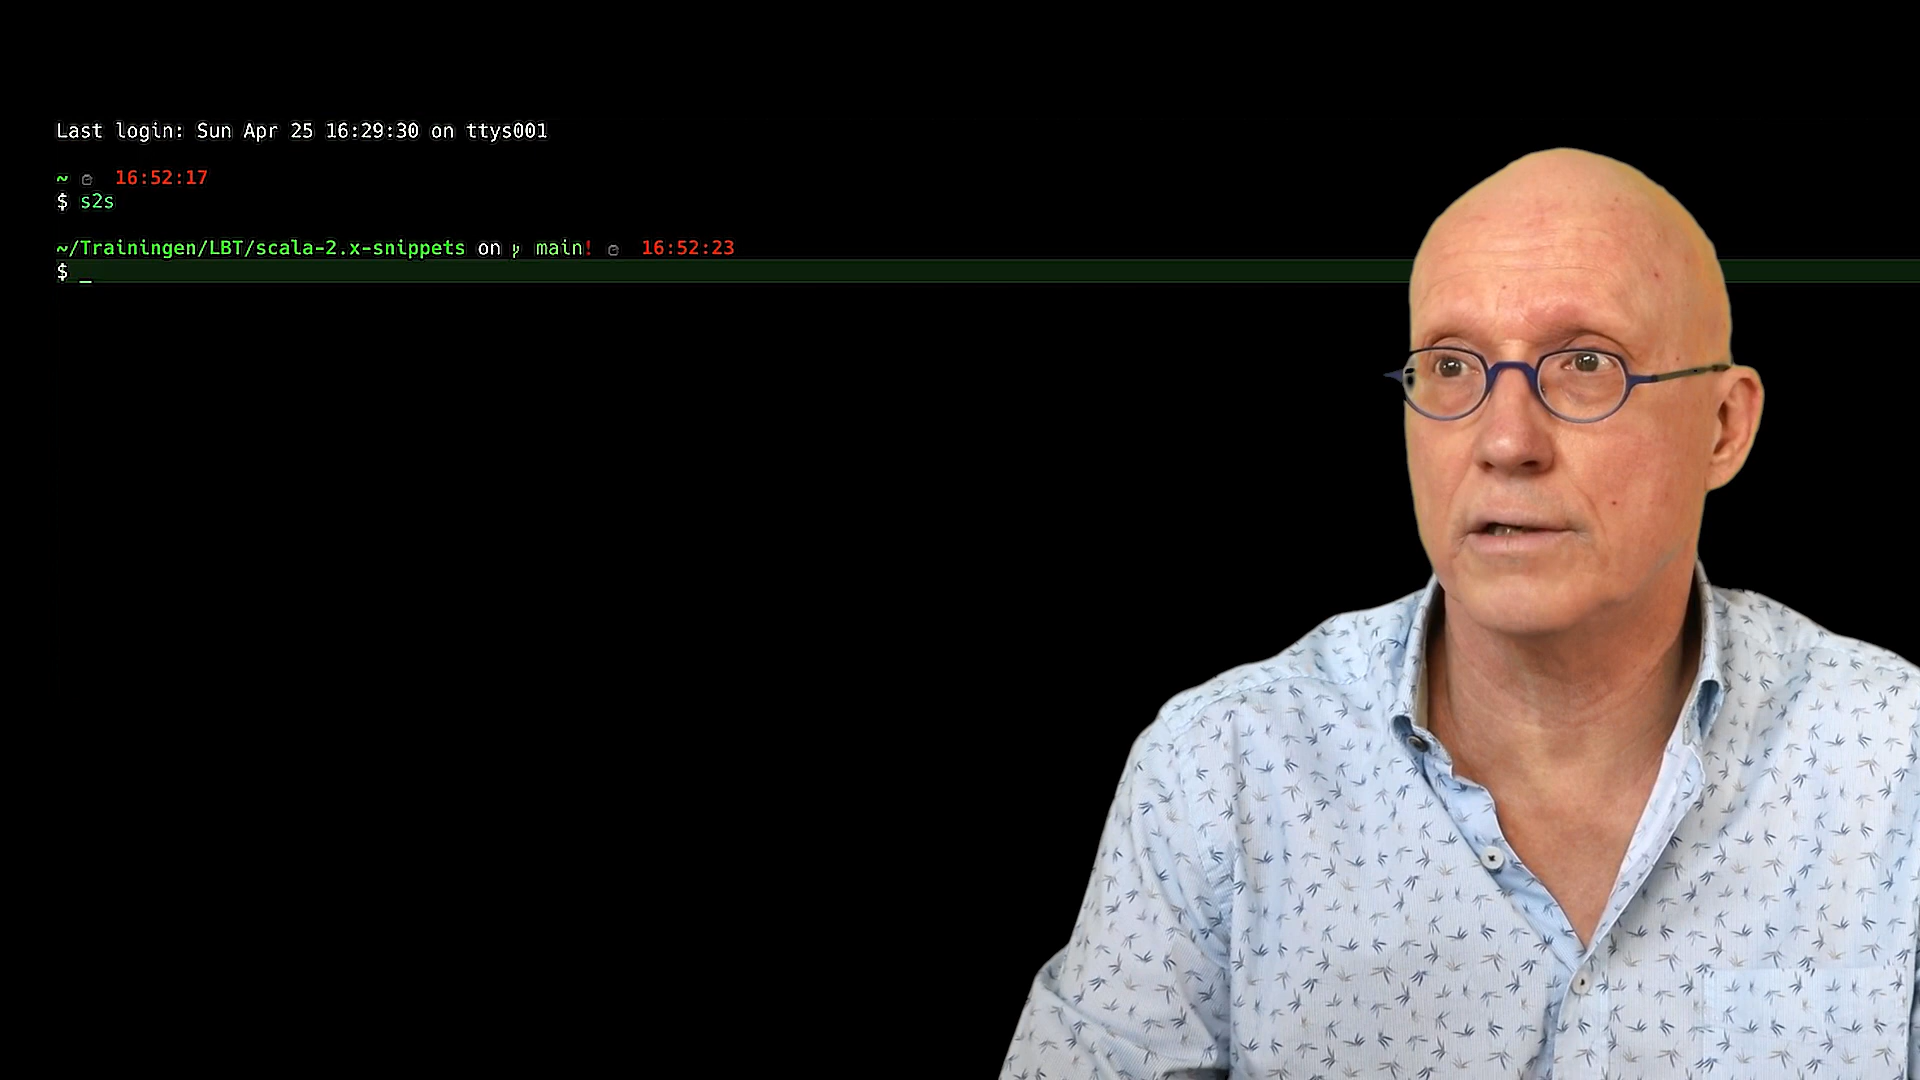 Last login: Sun Apr 25 16:29:30 on ttys001
~ 16:52:17
$ s2s
~/Trainingen/LBT/scala-2.x-snippets on main! 16:52:23
$ _